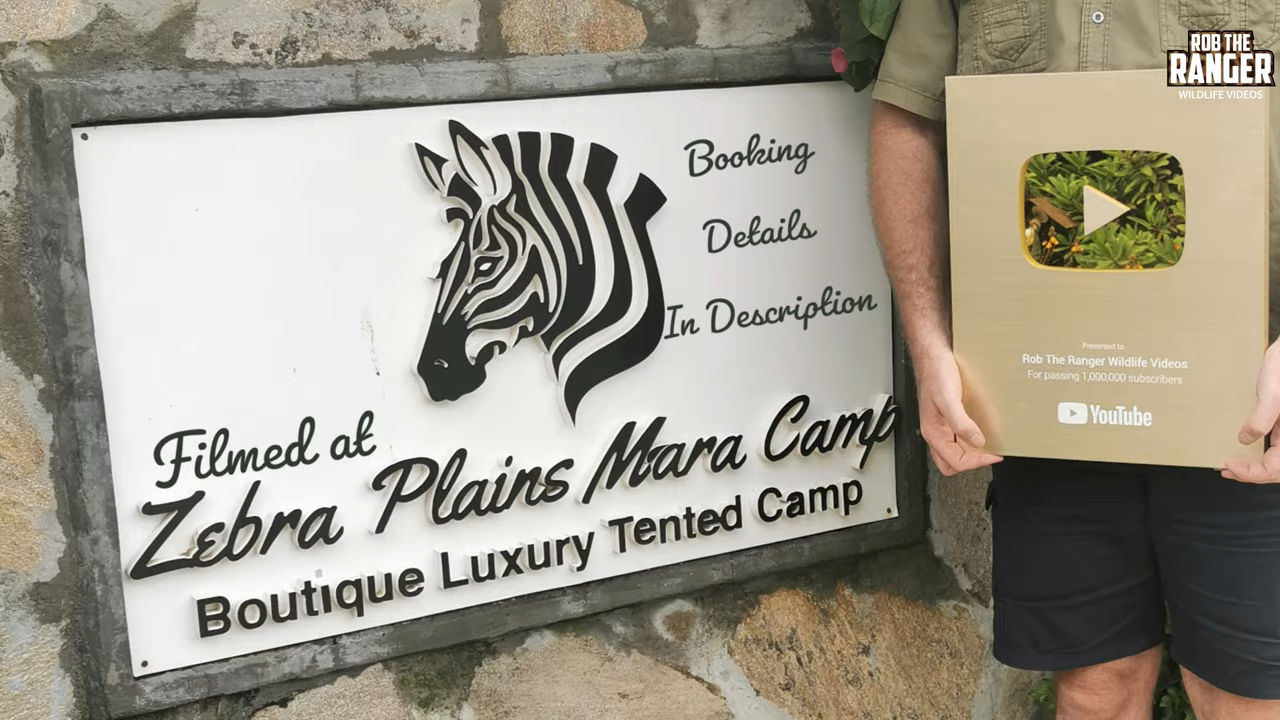 Booking
Details
In Description
Filmed at
Zebra Plains Mara Camp
Boutique Luxury Tented Camp
ROB THE
RANGER
WILDLIFE VIDEOS
Presented to
Rob The Ranger Wildlife Videos
For passing 1,000,000 subscribers
YouTube